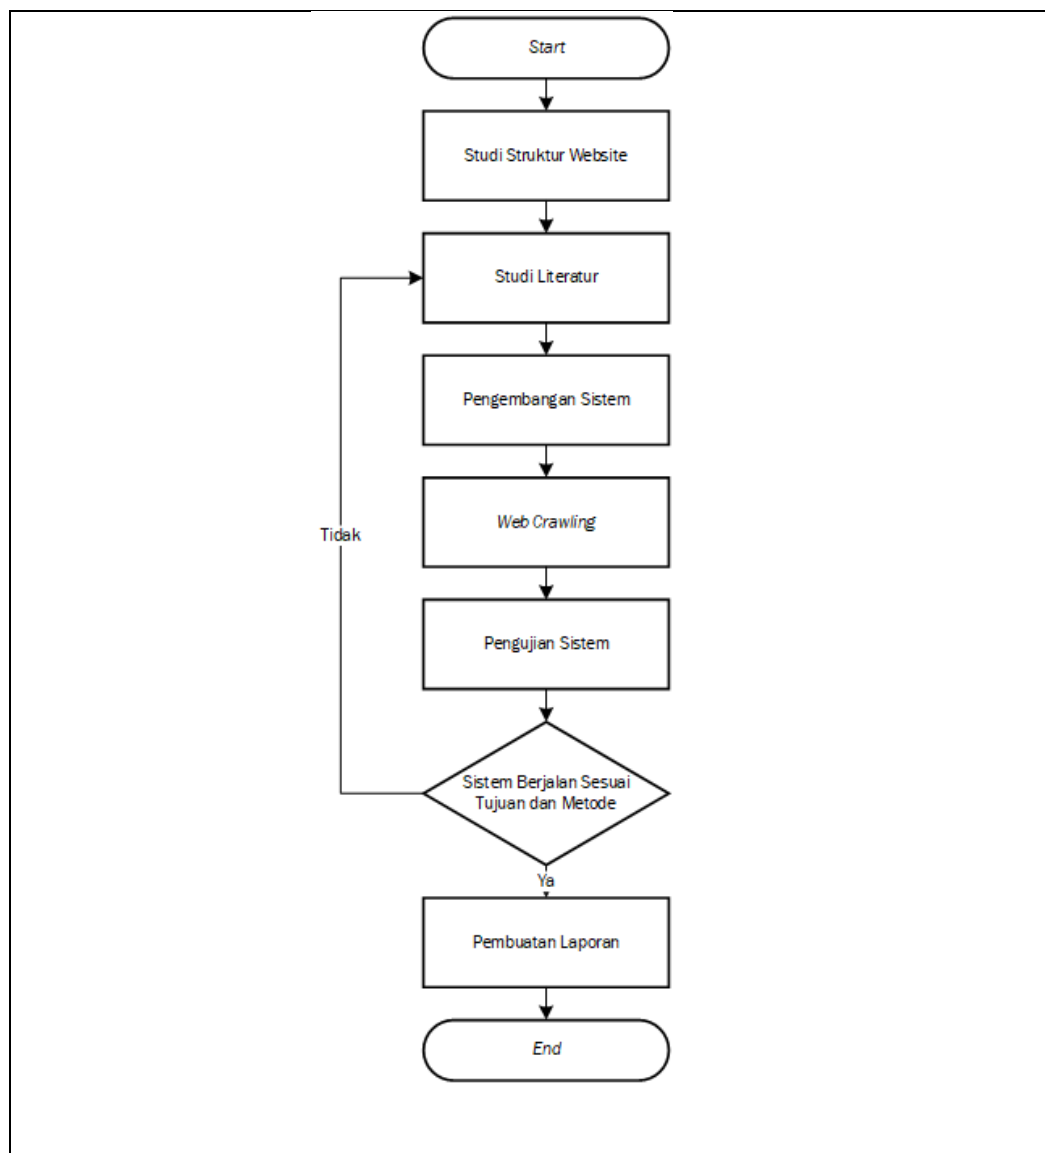 Start
Studi Struktur Website
Studi Literatur
Pengembangan Sistem
Web Crawling
Tidak
Pengujian Sistem
Sistem Berjalan Sesuai
Tujuan dan Metode
Ya
Pembuatan Laporan
End